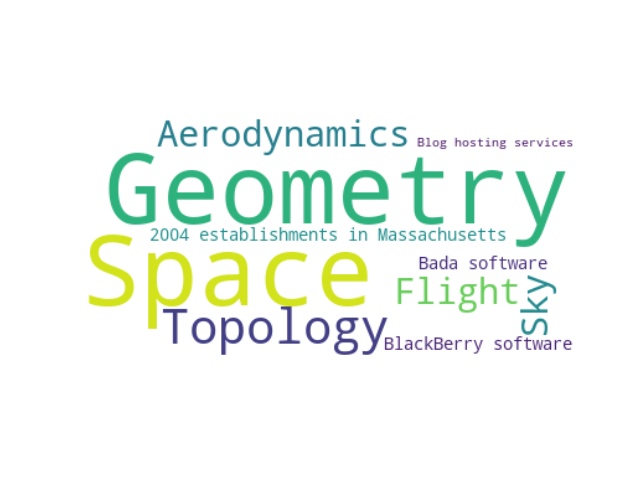 Aerodynamics
Blog hosting services
Geometry
2004 establishments in Massachusetts
Space
Bada software
Flight
Sky
Topology
BlackBerry software